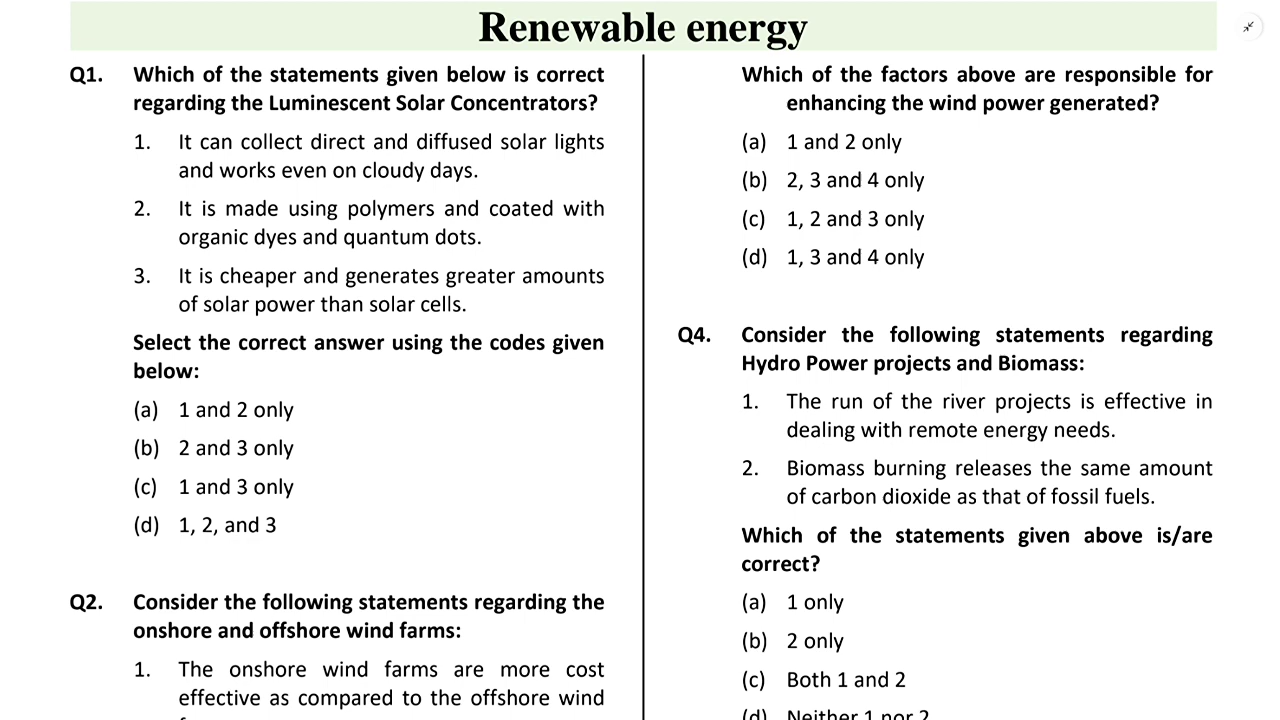 Renewable energy
Q1. Which of the statements given below is correct
regarding the Luminescent Solar Concentrators?
1. It can collect direct and diffused solar lights
and works even on cloudy days.
2. It is made using polymers and coated with
organic dyes and quantum dots.
3. It is cheaper and generates greater amounts
of solar power than solar cells.
Select the correct answer using the codes given
below:
(a) 1 and 2 only
(b) 2 and 3 only
(c) 1 and 3 only
(d) 1, 2, and 3
Q2. Consider the following statements regarding the
onshore and offshore wind farms:
1. The onshore wind farms are more cost
effective as compared to the offshore wind
Which of the factors above are responsible for
enhancing the wind power generated?
(a) 1 and 2 only
(b) 2, 3 and 4 only
(c) 1, 2 and 3 only
(d) 1, 3 and 4 only
Q4. Consider the following statements regarding
Hydro Power projects and Biomass:
1. The run of the river projects is effective in
dealing with remote energy needs.
2. Biomass burning releases the same amount
of carbon dioxide as that of fossil fuels.
Which of the statements given above is/are
correct?
(a) 1 only
(b) 2 only
(c) Both 1 and 2
(d) Neither 1 nor 2